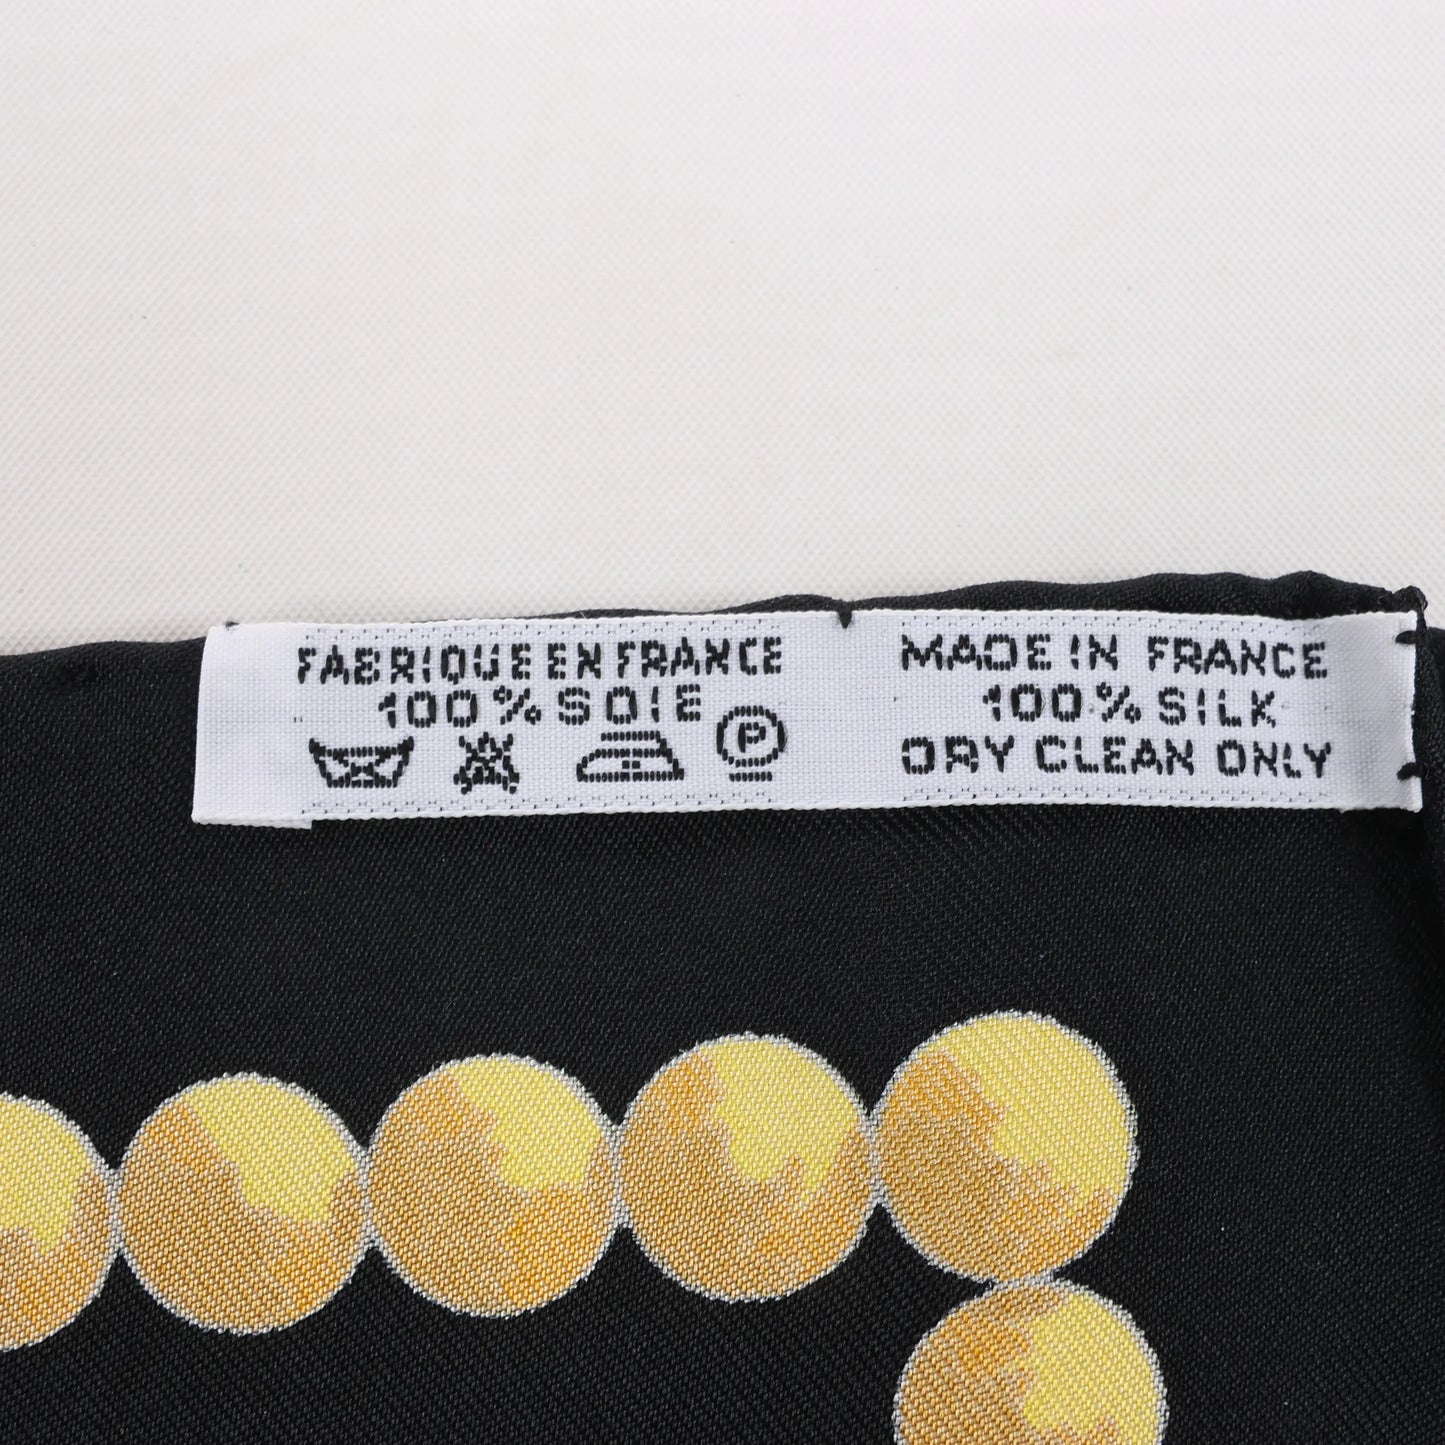 FABRIQUE EN FRANCE
100% SOIE
P
MADE IN FRANCE
100% SILK
DRY CLEAN ONLY